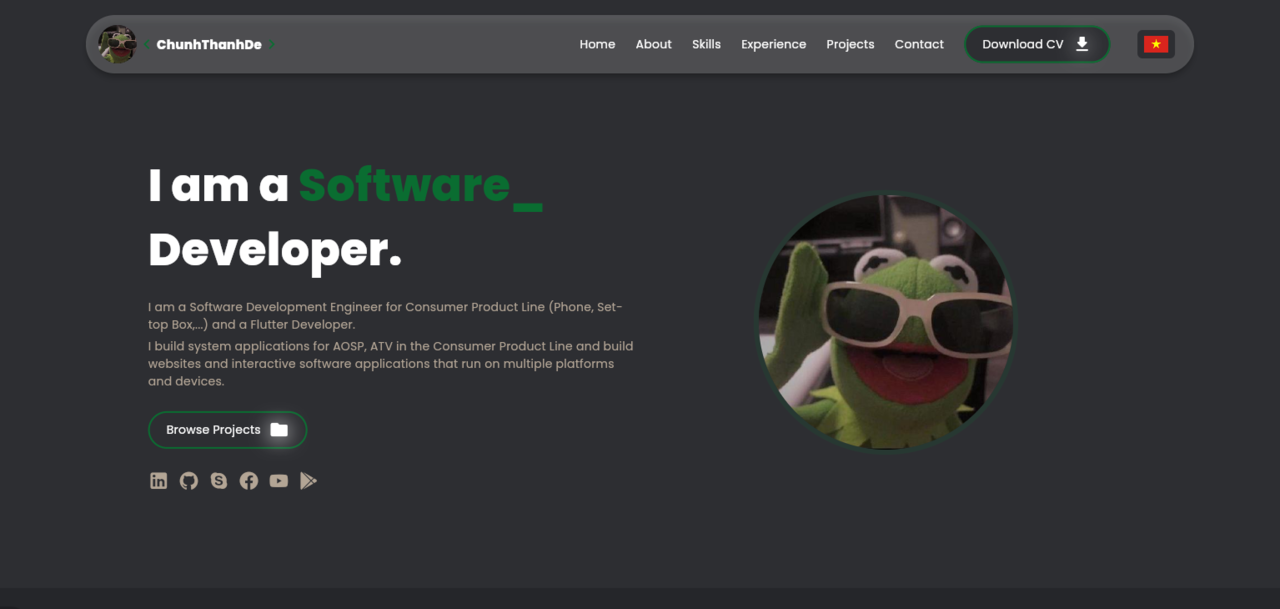 < ChunhThanhDe >
Home About Skills Experience Projects Contact Download CV
I am a Software_
Developer.
I am a Software Development Engineer for Consumer Product Line (Phone, Set-
top Box,...) and a Flutter Developer.
I build system applications for AOSP, ATV in the Consumer Product Line and build
websites and interactive software applications that run on multiple platforms
and devices.
Browse Projects